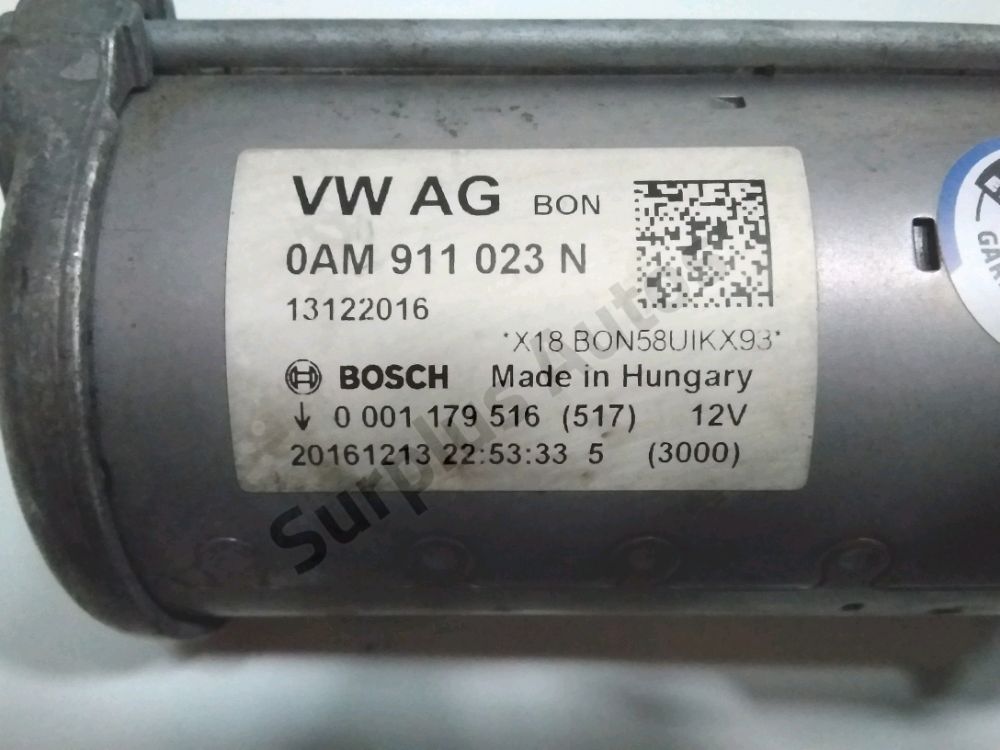 VW AG BON
0AM 911 023 N
13122016
*X18 BON58UIKX93*
BOSCH Made in Hungary
↓ 0 001 179 516 (517) 12V
20161213 22:53:33 5 (3000)
Surplus Autos